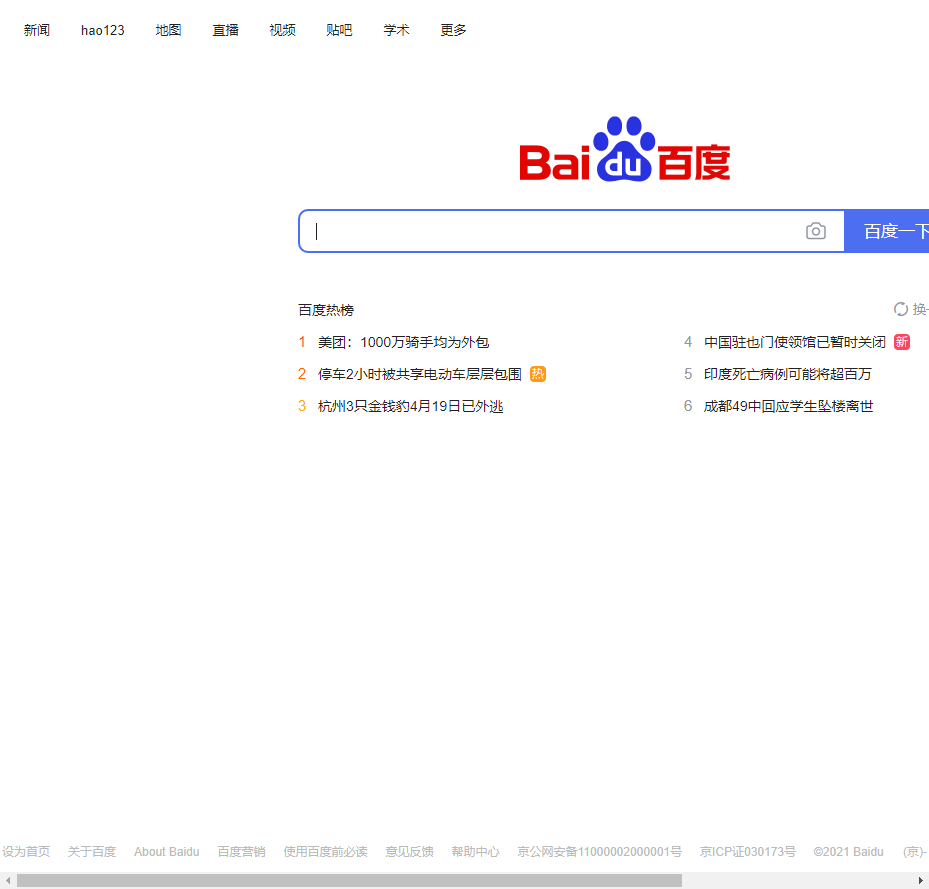 新闻 hao123 地图 直播 视频 贴吧 学术 更多
Bai du 百度
百度一下
百度热榜 换一
1 美团：1000万骑手均为外包
4 中国驻也门使领馆已暂时关闭 新
2 停车2小时被共享电动车层层包围 热
5 印度死亡病例可能将超百万
3 杭州3只金钱豹4月19日已外逃
6 成都49中回应学生坠楼离世
设为首页 关于百度 About Baidu 百度营销 使用百度前必读 意见反馈 帮助中心 京公网安备11000002000001号 京ICP证030173号 ©2021 Baidu (京)-